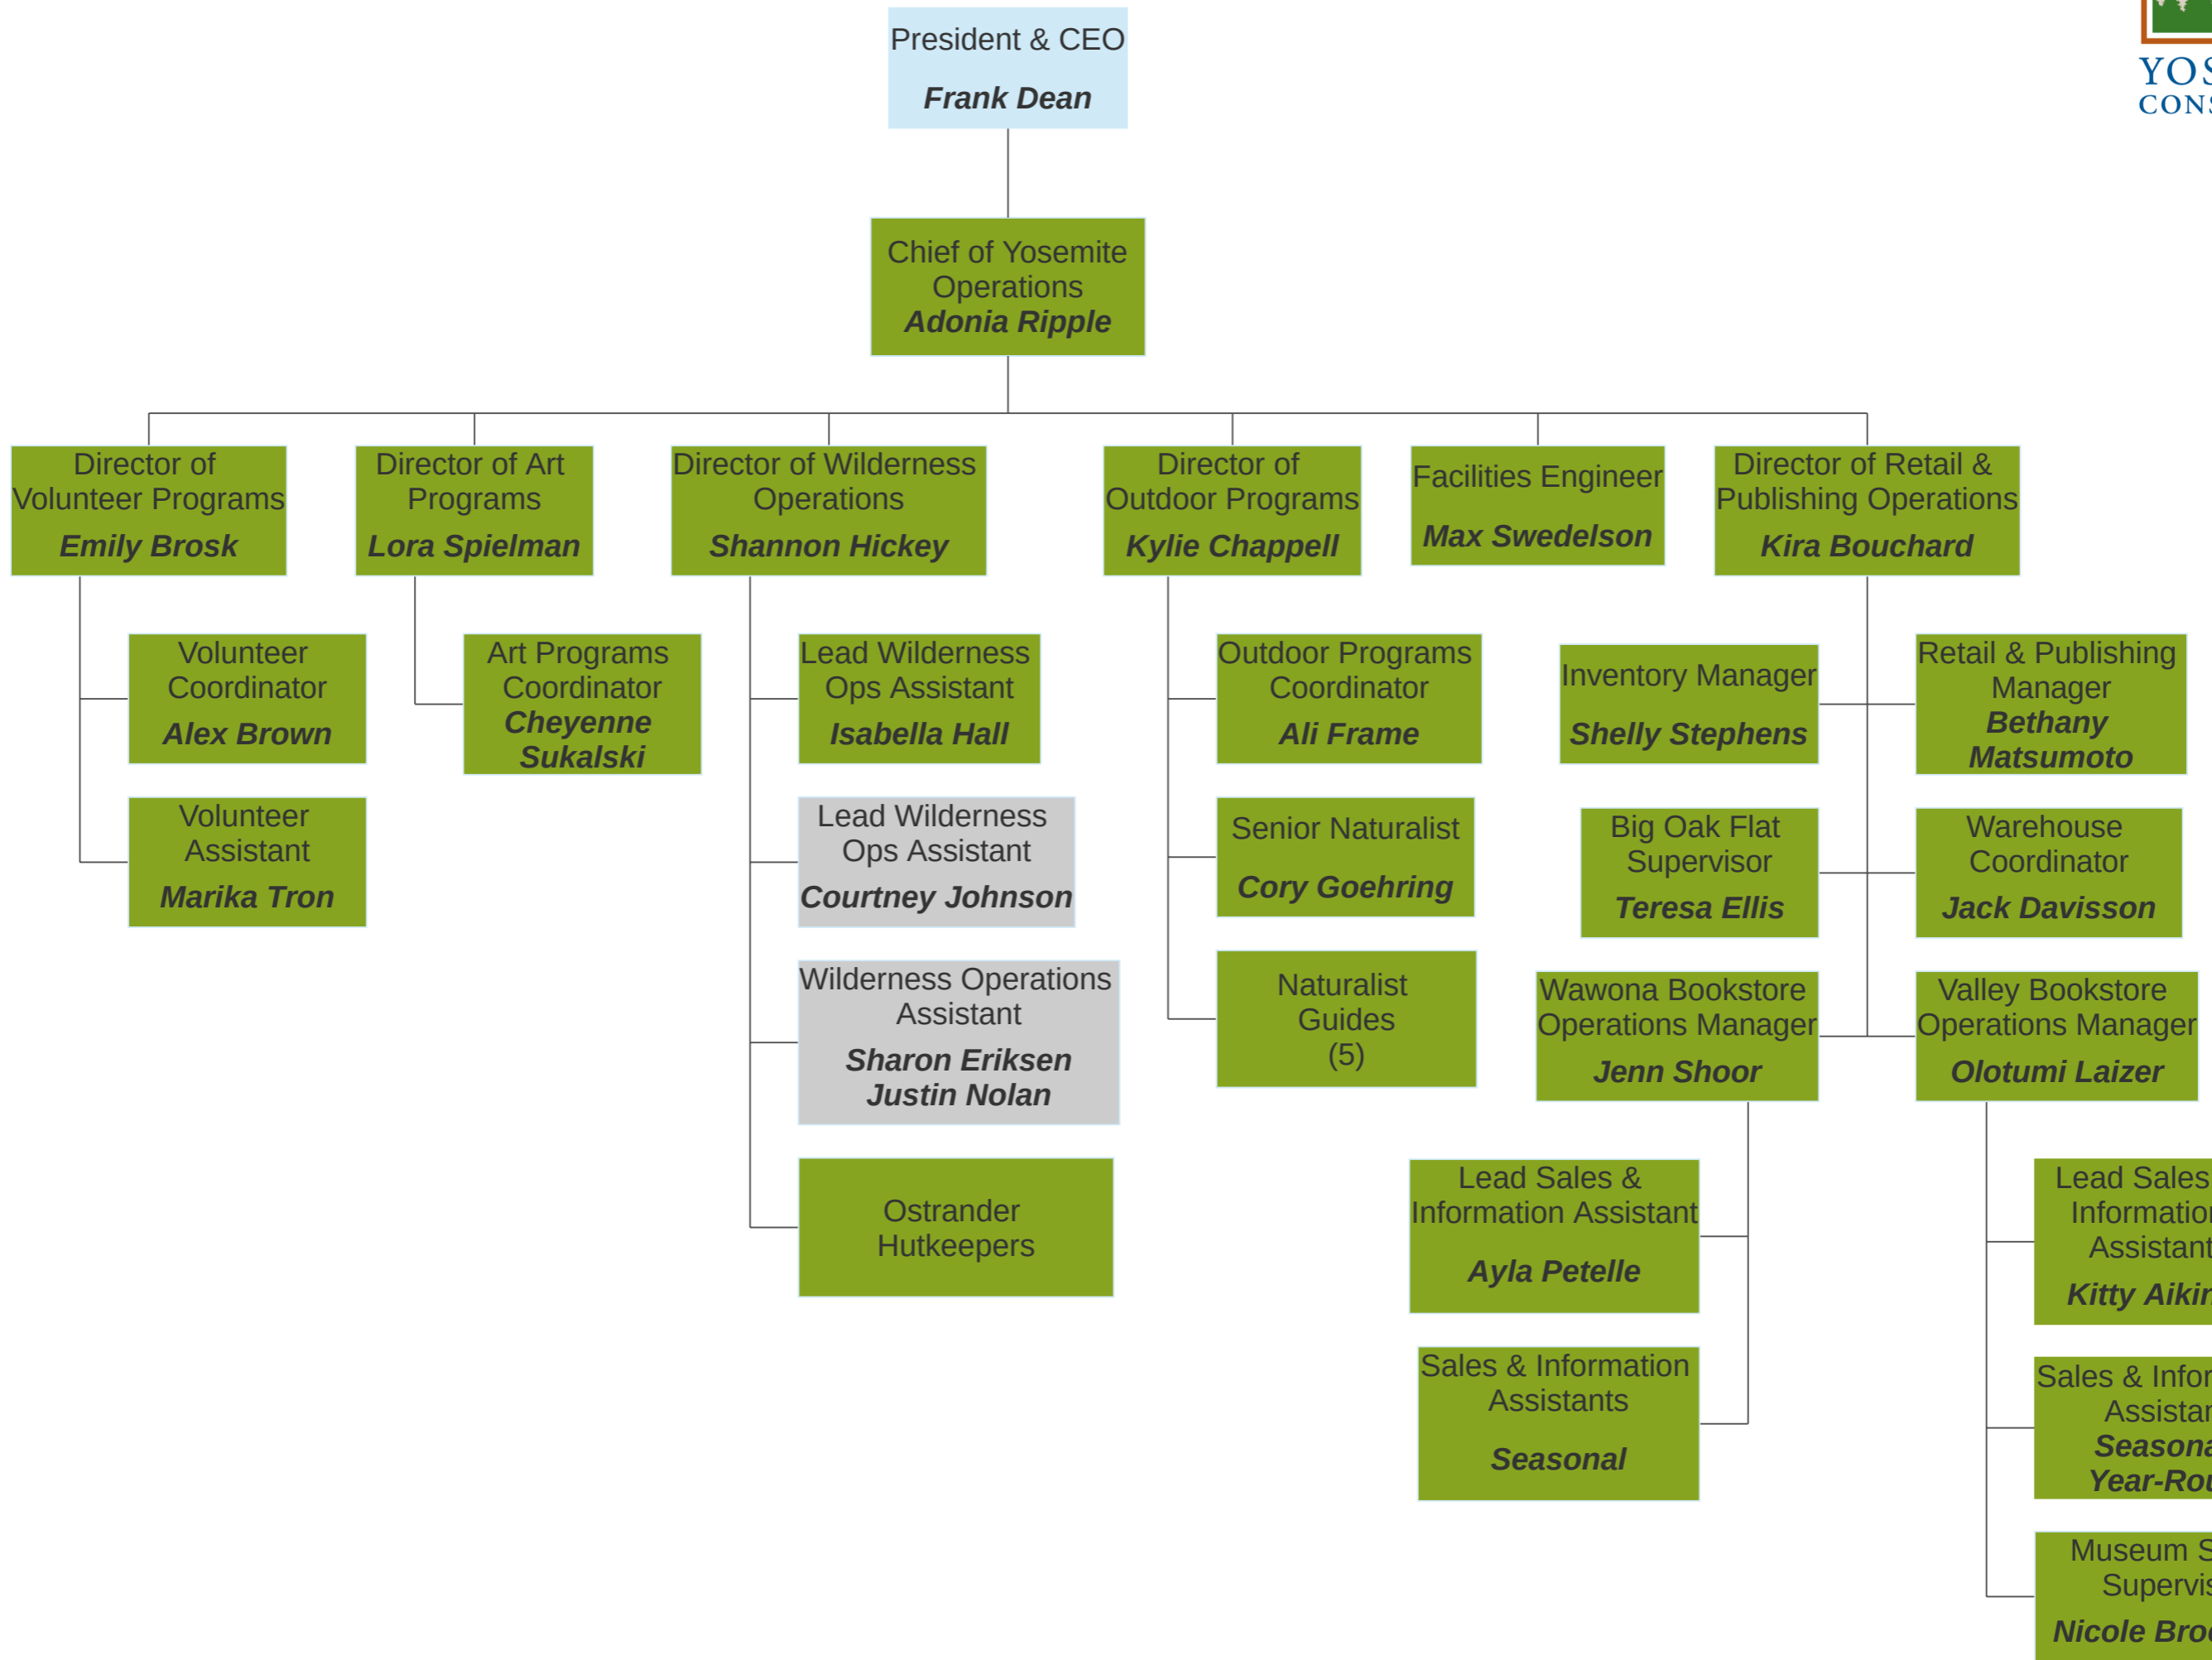 President & CEO
Frank Dean
YOS
CONS
Chief of Yosemite
Operations
Adonia Ripple
Director of
Volunteer Programs
Emily Brosk
Director of Art
Programs
Lora Spielman
Director of Wilderness
Operations
Shannon Hickey
Director of
Outdoor Programs
Kylie Chappell
Facilities Engineer
Max Swedelson
Director of Retail &
Publishing Operations
Kira Bouchard
Volunteer
Coordinator
Alex Brown
Art Programs
Coordinator
Cheyenne
Sukalski
Lead Wilderness
Ops Assistant
Isabella Hall
Outdoor Programs
Coordinator
Ali Frame
Inventory Manager
Shelly Stephens
Retail & Publishing
Manager
Bethany
Matsumoto
Volunteer
Assistant
Marika Tron
Lead Wilderness
Ops Assistant
Courtney Johnson
Senior Naturalist
Cory Goehring
Big Oak Flat
Supervisor
Teresa Ellis
Warehouse
Coordinator
Jack Davisson
Wilderness Operations
Assistant
Sharon Eriksen
Justin Nolan
Naturalist
Guides
(5)
Wawona Bookstore
Operations Manager
Jenn Shoor
Valley Bookstore
Operations Manager
Olotumi Laizer
Ostrander
Hutkeepers
Lead Sales &
Information Assistant
Ayla Petelle
Lead Sales
Information
Assistant
Kitty
Sales & Information
Assistants
Seasonal
Sales &
Museum
Nicole